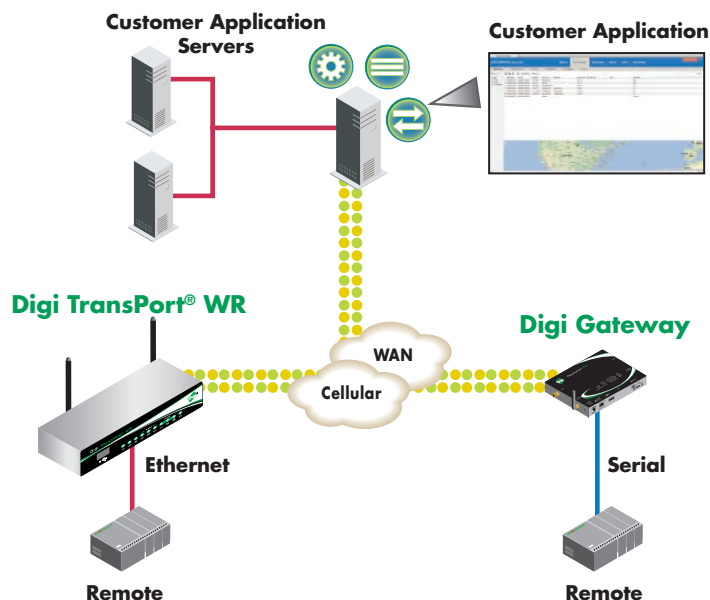 Customer Application
Servers
Customer Application
Digi TransPort® WR
Digi Gateway
WAN
Cellular
Ethernet
Serial
Remote
Remote